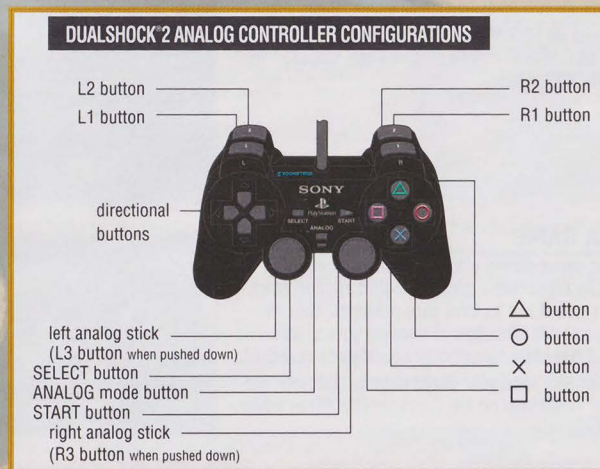 DUALSHOCK®2 ANALOG CONTROLLER CONFIGURATIONS
L2 button
L1 button
R2 button
R1 button
L
R
SONY
PlayStation
SELECT
START
ANALOG
directional
buttons
△ button
○ button
✕ button
□ button
left analog stick
(L3 button when pushed down)
SELECT button
ANALOG mode button
START button
right analog stick
(R3 button when pushed down)